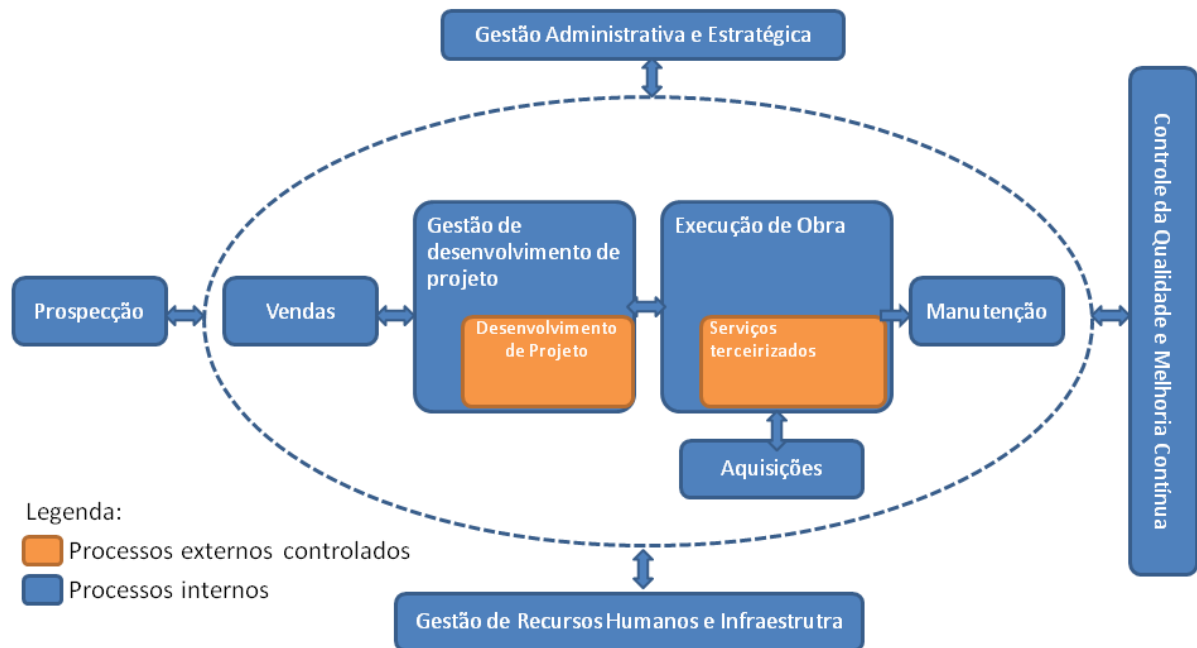 Gestão Administrativa e Estratégica
Controle da Qualidade e Melhoria Contínua
Gestão de
desenvolvimento de
projeto
Execução de Obra
Prospecção
Vendas
Manutenção
Desenvolvimento
de Projeto
Serviços
terceirizados
Aquisições
Legenda:
Processos externos controlados
Processos internos
Gestão de Recursos Humanos e Infraestrutra